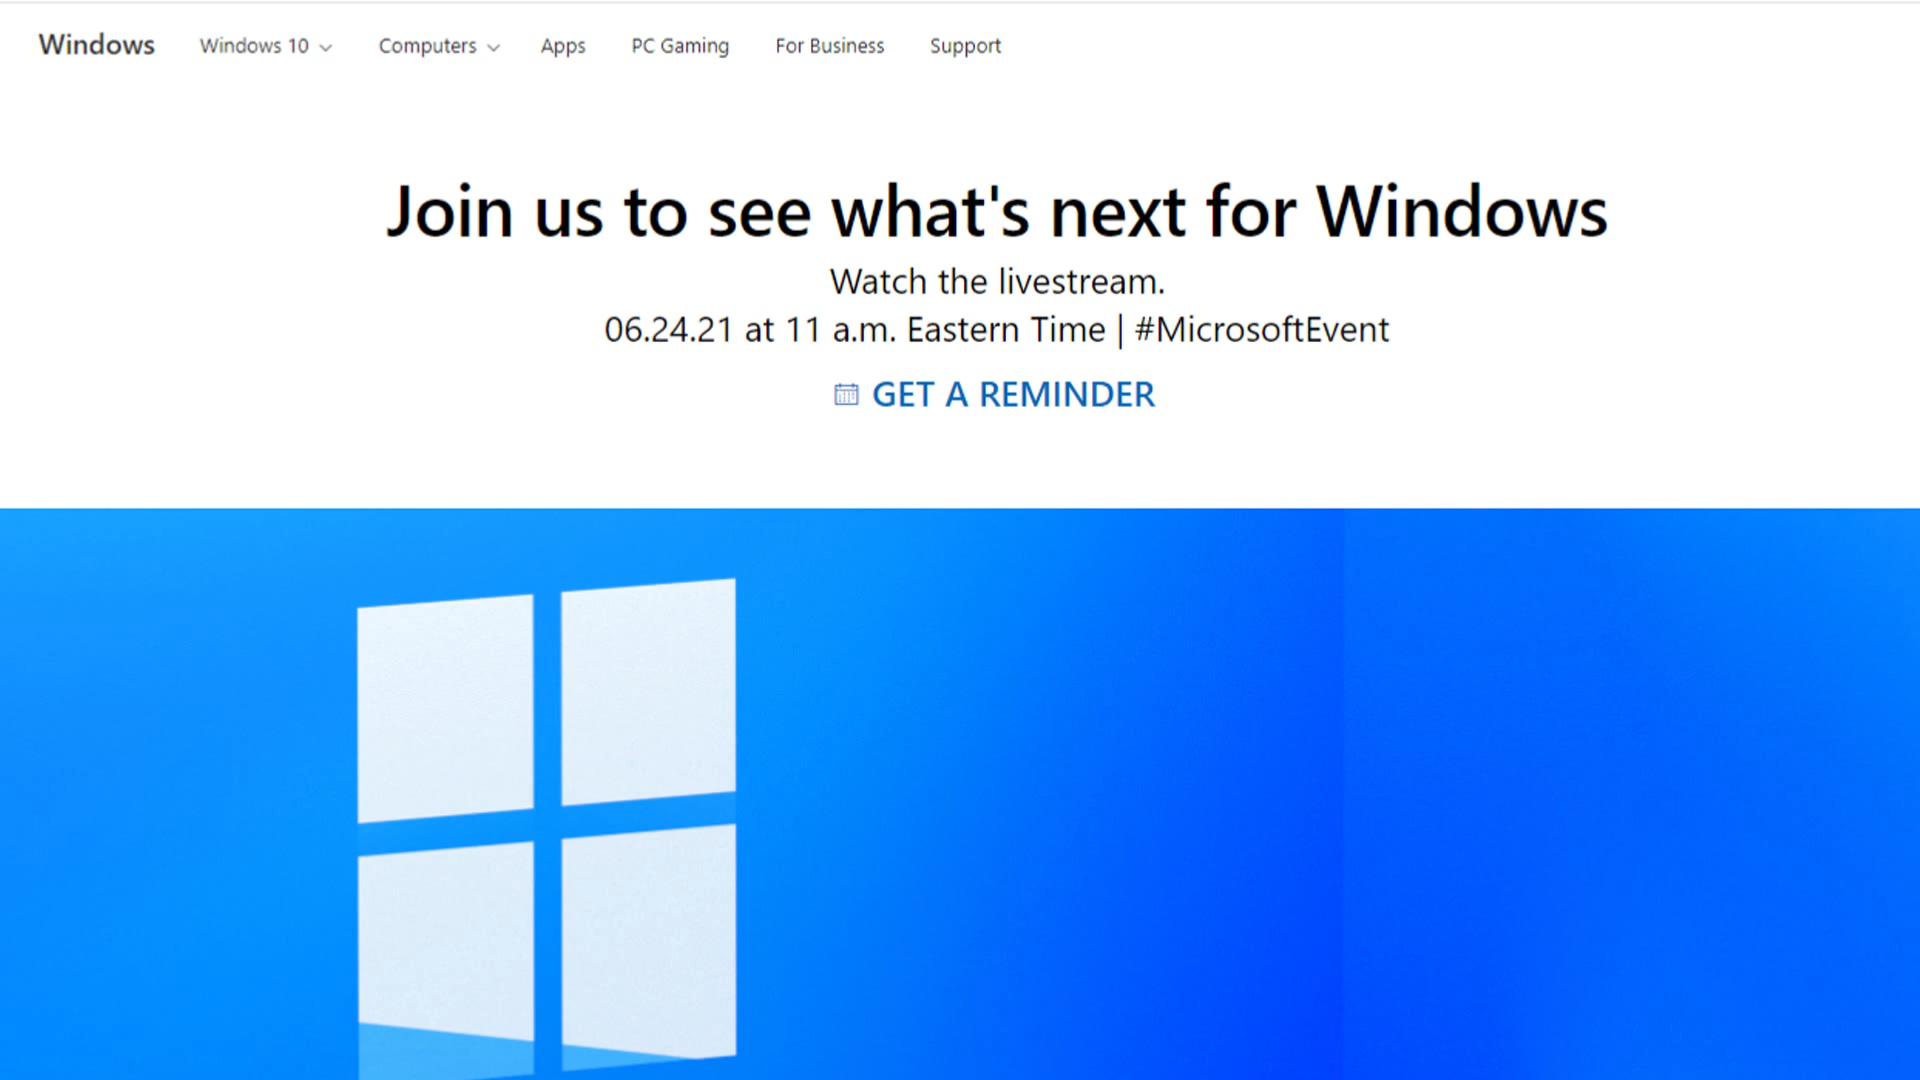 Windows Windows 10 Computers Apps PC Gaming For Business Support
Join us to see what's next for Windows
Watch the livestream.
06.24.21 at 11 a.m. Eastern Time | #MicrosoftEvent
GET A REMINDER